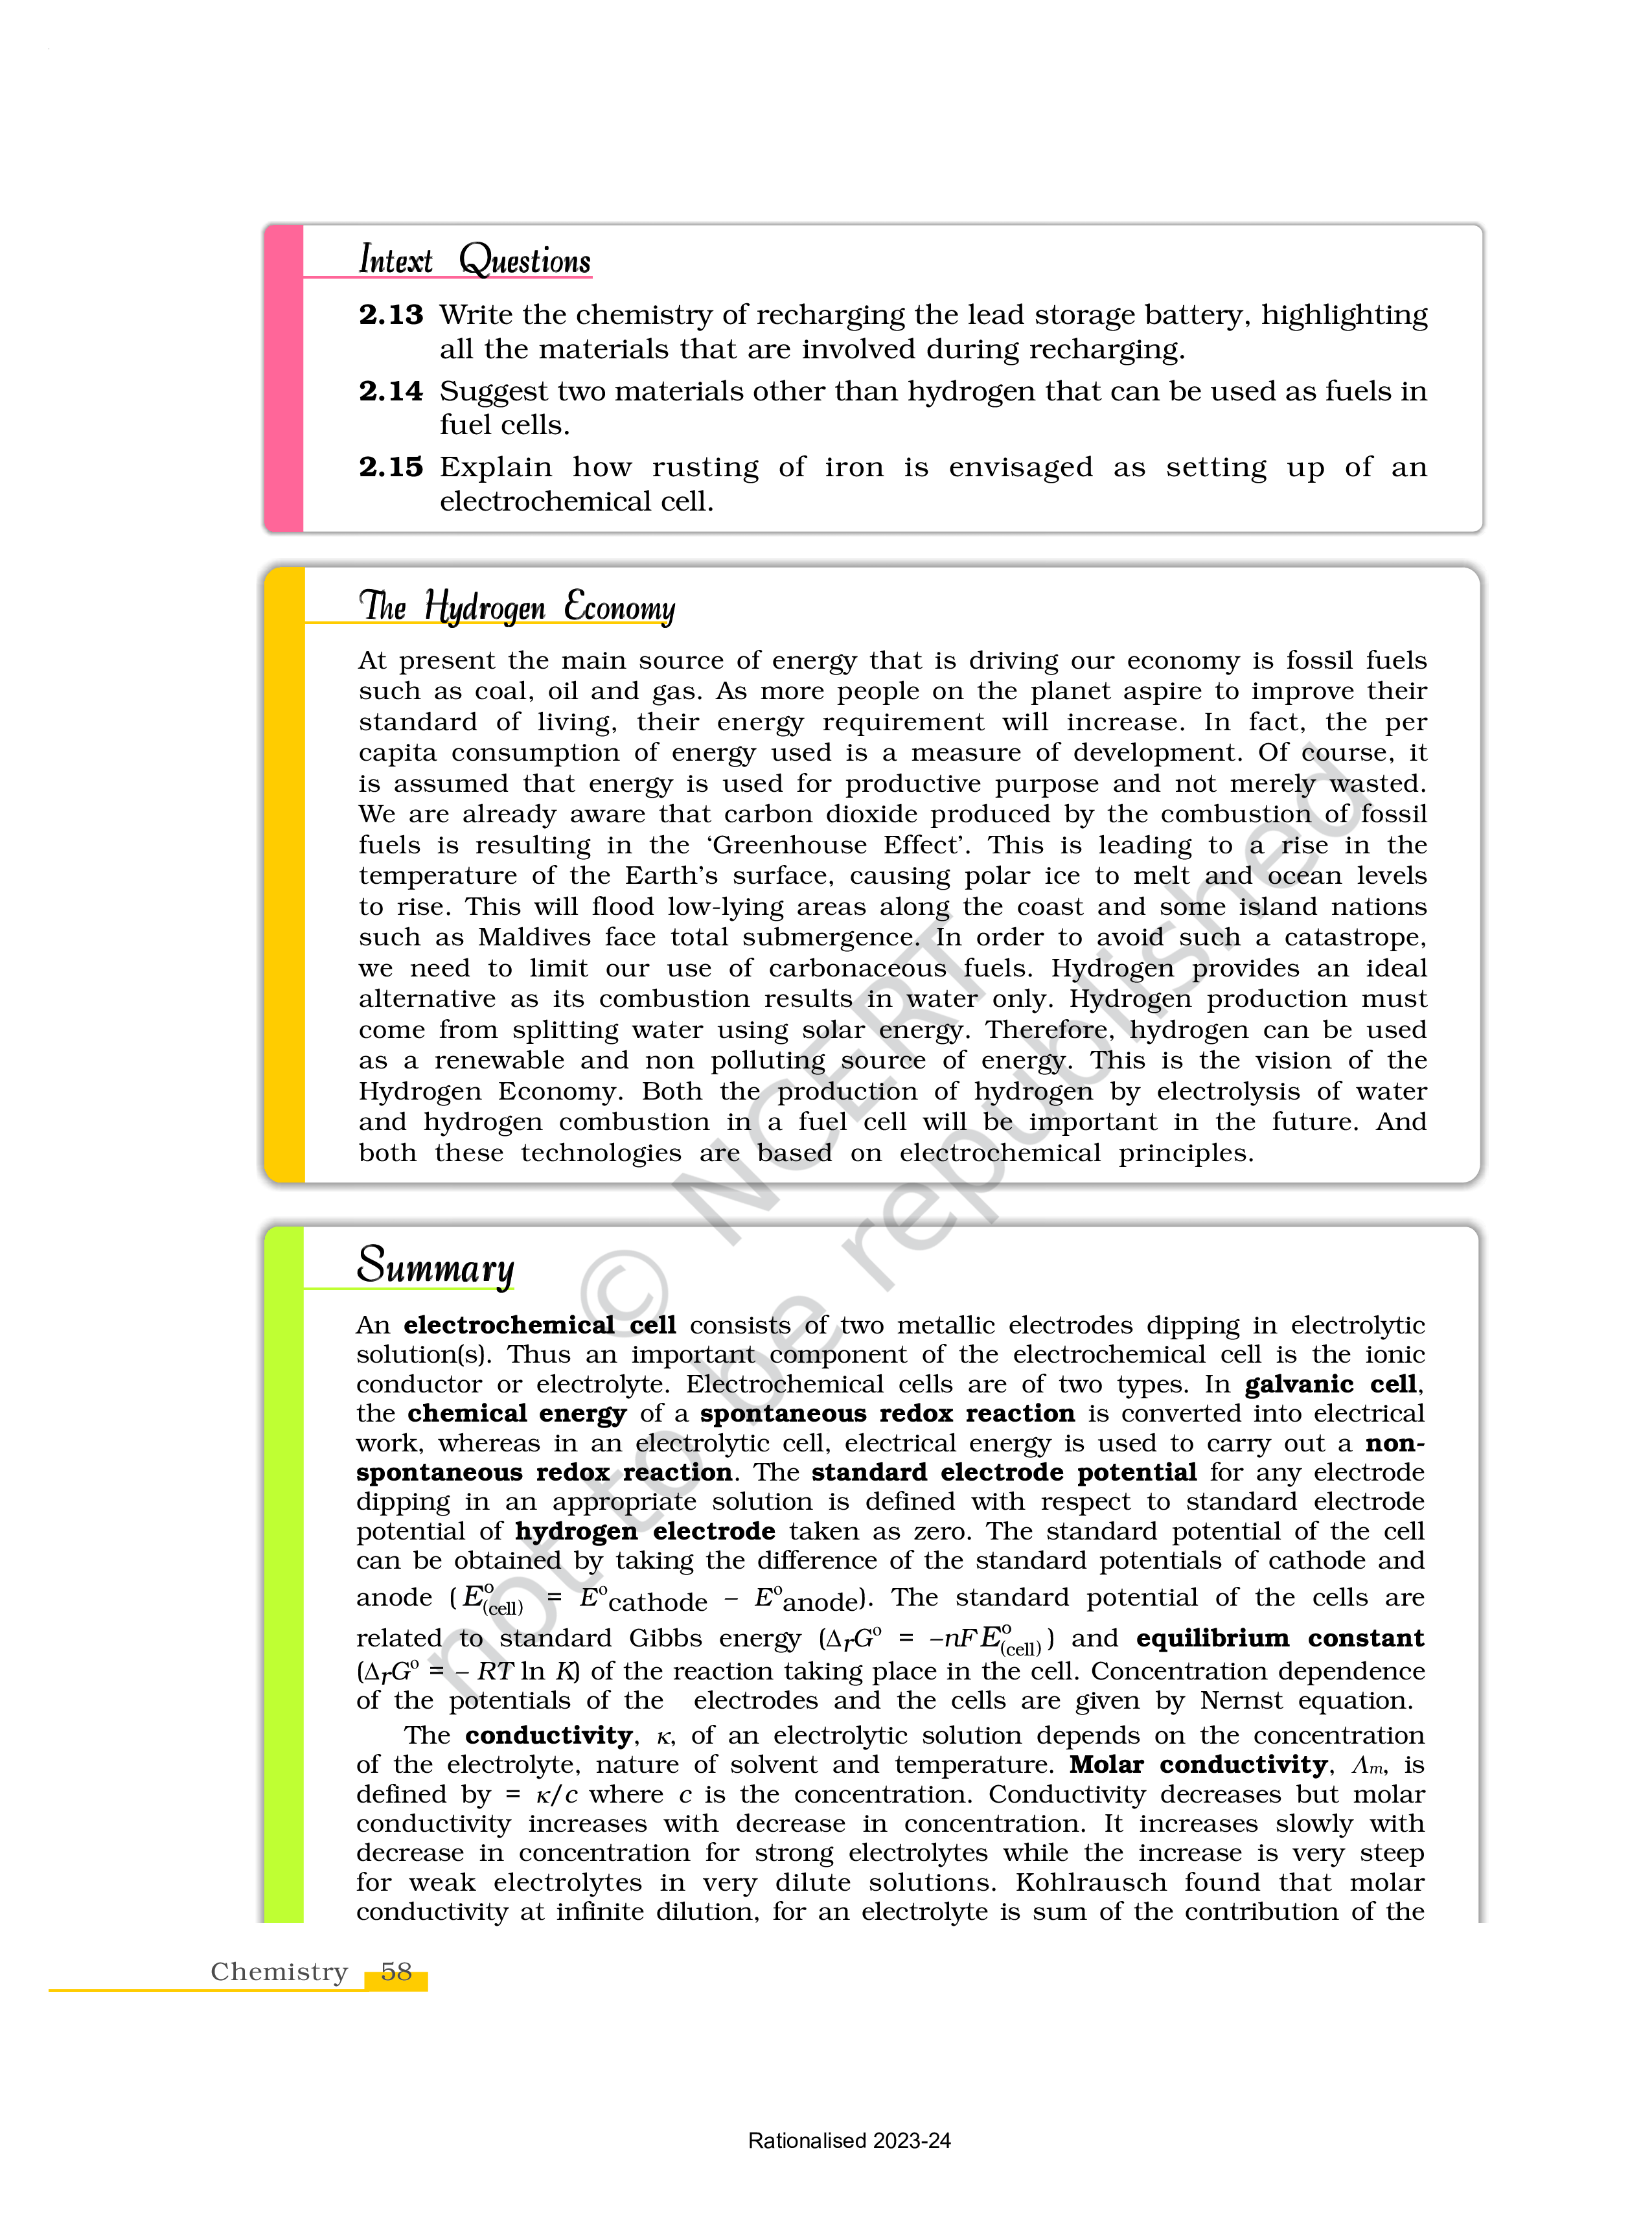 Intext Questions
2.13 Write the chemistry of recharging the lead storage battery, highlighting
all the materials that are involved during recharging.
2.14 Suggest two materials other than hydrogen that can be used as fuels in
fuel cells.
2.15 Explain how rusting of iron is envisaged as setting up of an
electrochemical cell.
The Hydrogen Economy
At present the main source of energy that is driving our economy is fossil fuels
such as coal, oil and gas. As more people on the planet aspire to improve their
standard of living, their energy requirement will increase. In fact, the per
capita consumption of energy used is a measure of development. Of course, it
is assumed that energy is used for productive purpose and not merely wasted.
We are already aware that carbon dioxide produced by the combustion of fossil
fuels is resulting in the ‘Greenhouse Effect’. This is leading to a rise in the
temperature of the Earth’s surface, causing polar ice to melt and ocean levels
to rise. This will flood low-lying areas along the coast and some island nations
such as Maldives face total submergence. In order to avoid such a catastrope,
we need to limit our use of carbonaceous fuels. Hydrogen provides an ideal
alternative as its combustion results in water only. Hydrogen production must
come from splitting water using solar energy. Therefore, hydrogen can be used
as a renewable and non polluting source of energy. This is the vision of the
Hydrogen Economy. Both the production of hydrogen by electrolysis of water
and hydrogen combustion in a fuel cell will be important in the future. And
both these technologies are based on electrochemical principles.
Summary
An electrochemical cell consists of two metallic electrodes dipping in electrolytic
solution(s). Thus an important component of the electrochemical cell is the ionic
conductor or electrolyte. Electrochemical cells are of two types. In galvanic cell,
the chemical energy of a spontaneous redox reaction is converted into electrical
work, whereas in an electrolytic cell, electrical energy is used to carry out a non-
spontaneous redox reaction. The standard electrode potential for any electrode
dipping in an appropriate solution is defined with respect to standard electrode
potential of hydrogen electrode taken as zero. The standard potential of the cell
can be obtained by taking the difference of the standard potentials of cathode and
anode (E°(cell) = E°cathode – E°anode). The standard potential of the cells are
related to standard Gibbs energy (ΔrG° = –nFE°(cell)) and equilibrium constant
(ΔrG° = – RT ln K) of the reaction taking place in the cell. Concentration dependence
of the potentials of the electrodes and the cells are given by Nernst equation.
The conductivity, κ, of an electrolytic solution depends on the concentration
of the electrolyte, nature of solvent and temperature. Molar conductivity, Λm, is
defined by = κ/c where c is the concentration. Conductivity decreases but molar
conductivity increases with decrease in concentration. It increases slowly with
decrease in concentration for strong electrolytes while the increase is very steep
for weak electrolytes in very dilute solutions. Kohlrausch found that molar
conductivity at infinite dilution, for an electrolyte is sum of the contribution of the
Chemistry 58
Rationalised 2023-24
© NCERT
not to be republished